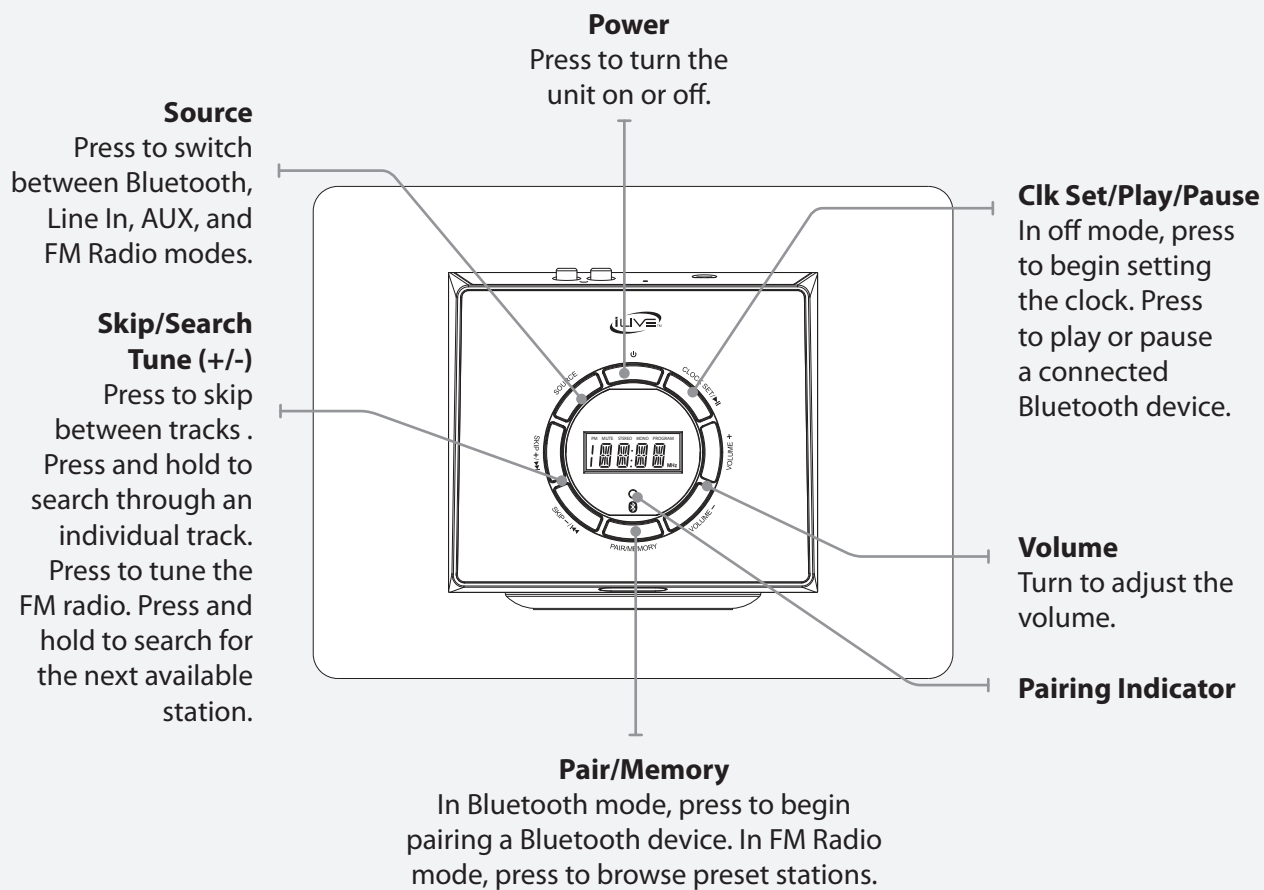 Power
Press to turn the
unit on or off.
Source
Press to switch
between Bluetooth,
Line In, AUX, and
FM Radio modes.
Skip/Search
Tune (+/-)
Press to skip
between tracks .
Press and hold to
search through an
individual track.
Press to tune the
FM radio. Press and
hold to search for
the next available
station.
Clk Set/Play/Pause
In off mode, press
to begin setting
the clock. Press
to play or pause
a connected
Bluetooth device.
Volume
Turn to adjust the
volume.
Pairing Indicator
Pair/Memory
In Bluetooth mode, press to begin
pairing a Bluetooth device. In FM Radio
mode, press to browse preset stations.
iLIVE
SOURCE
CLOCK SET/
SKIP +/
SKIP –/
VOLUME +
VOLUME –
PAIR/MEMORY
FM MUTE STEREO MONO PROGRAM
MHz